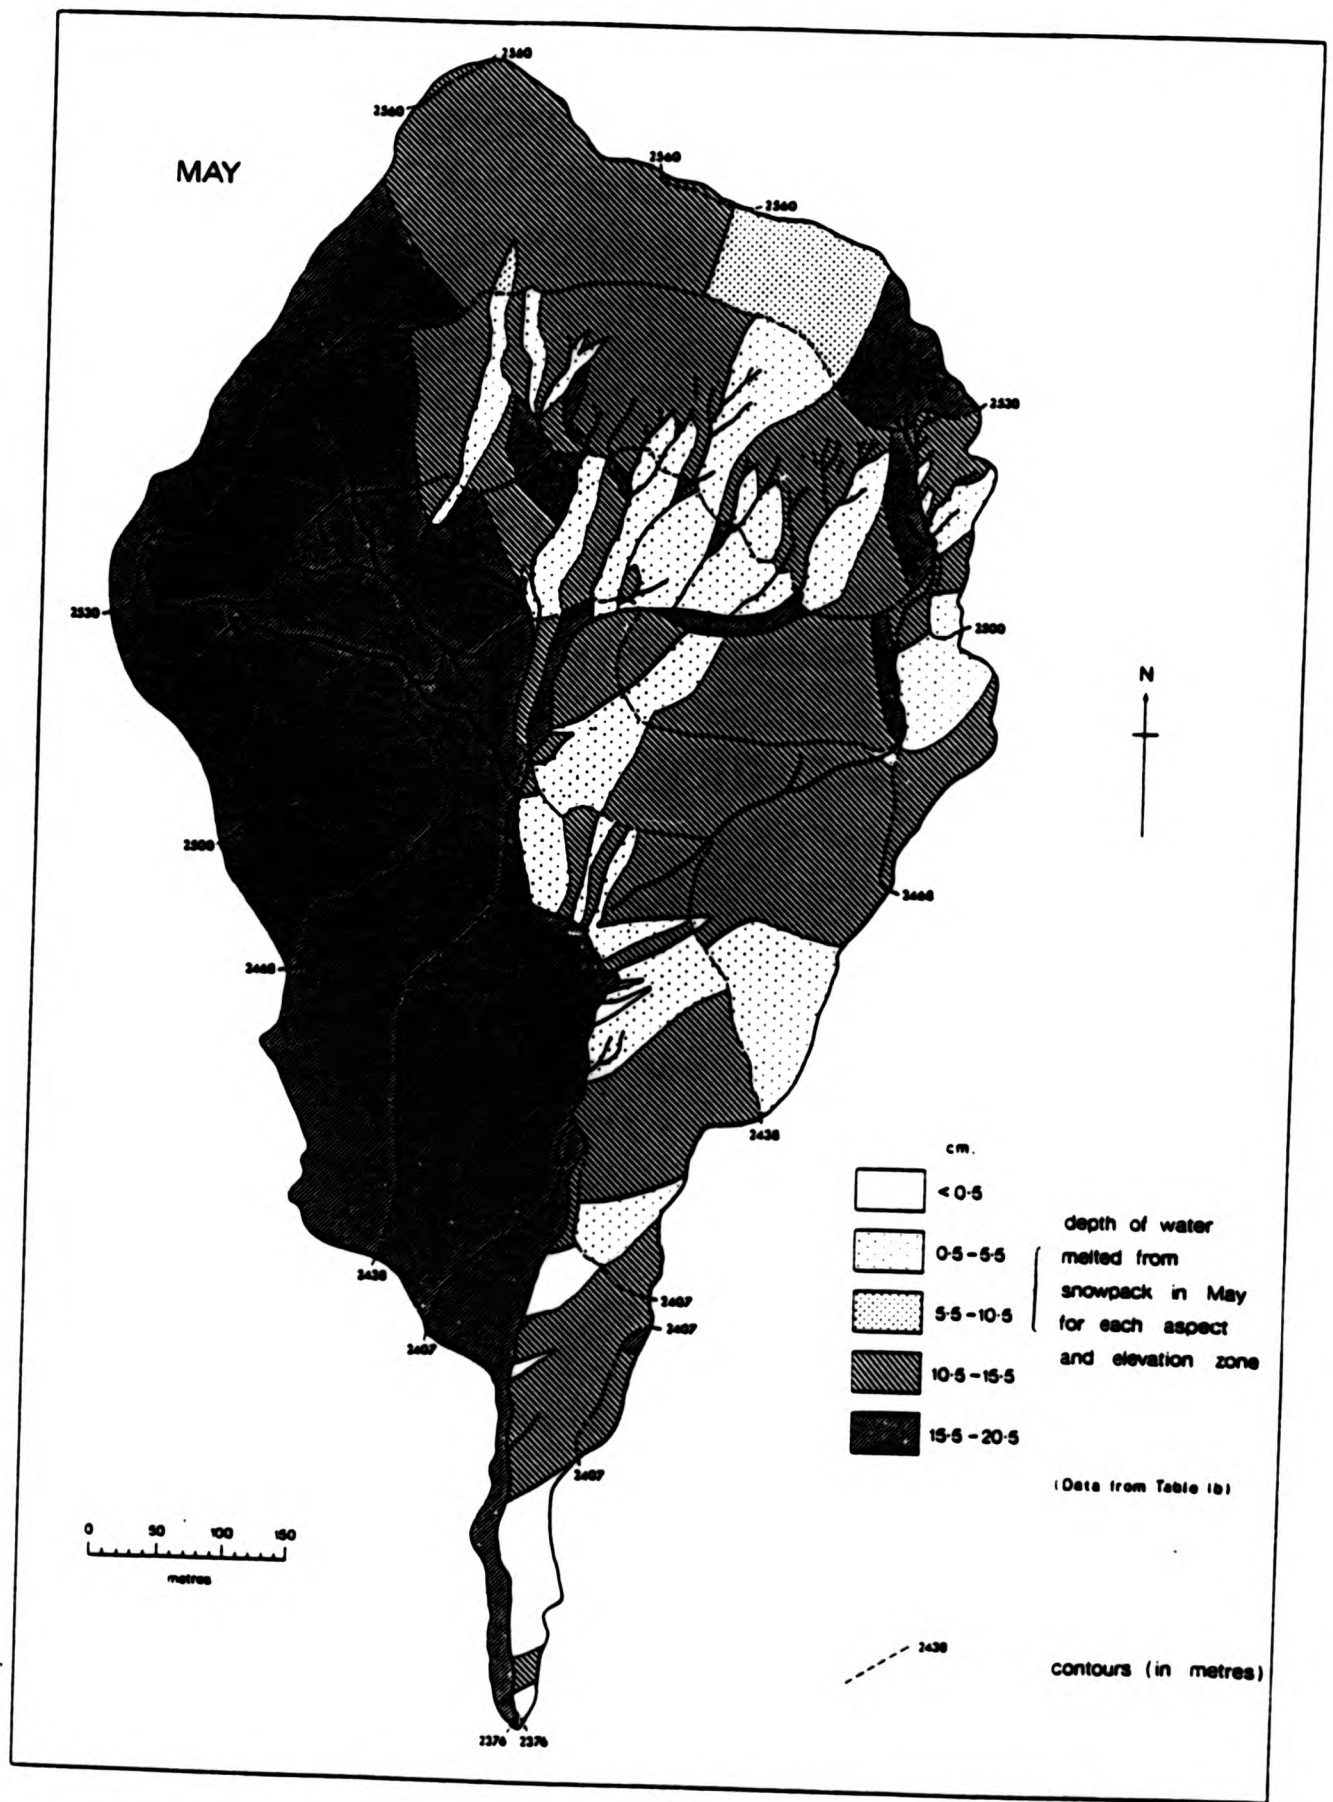 2560
2560
MAY
2560
2560
2530
2530
2500
N
2500
2468
2468
2438
cm.
< 0·5
depth of water
0·5 - 5·5
melted from
snowpack in May
5·5 - 10·5
for each aspect
2438
2407
2407
and elevation zone
2407
10·5 - 15·5
15·5 - 20·5
2407
(Data from Table 1b)
0 50 100 150
metres
2438
contours (in metres)
2376 2376